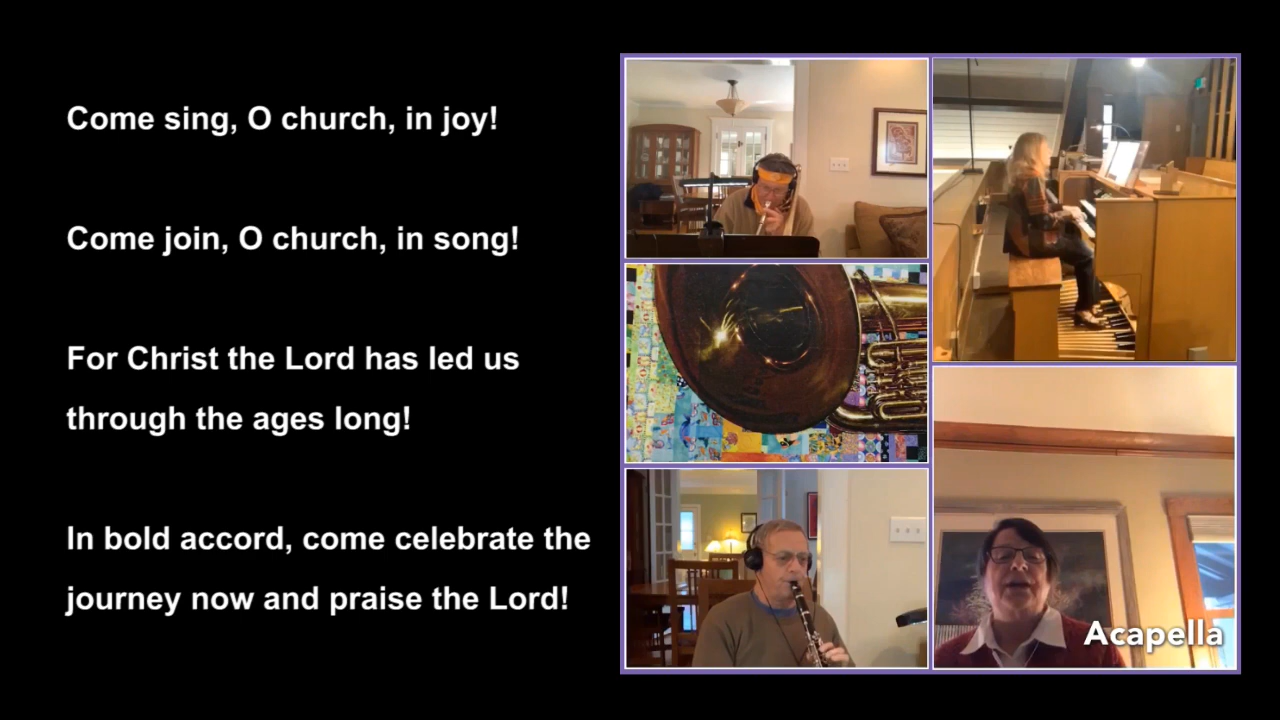 Come sing, O church, in joy!
Come join, O church, in song!
For Christ the Lord has led us
through the ages long!
In bold accord, come celebrate the
journey now and praise the Lord!
Acapella